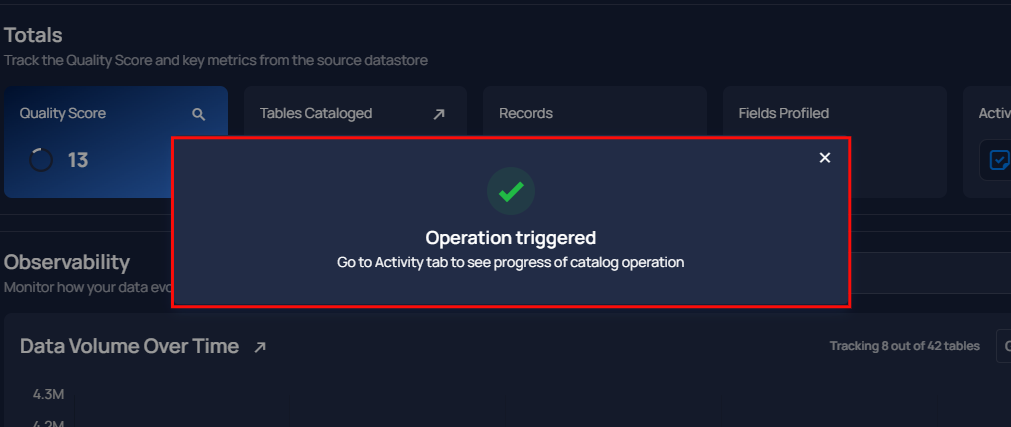 Totals
Track the Quality Score and key metrics from the source datastore
Quality Score
Tables Cataloged
Records
Fields Profiled
13
Operation triggered
Go to Activity tab to see progress of catalog operation
Observability
Monitor how your data
Data Volume Over Time
Tracking 8 out of 42 tables
4.3M
4.2M